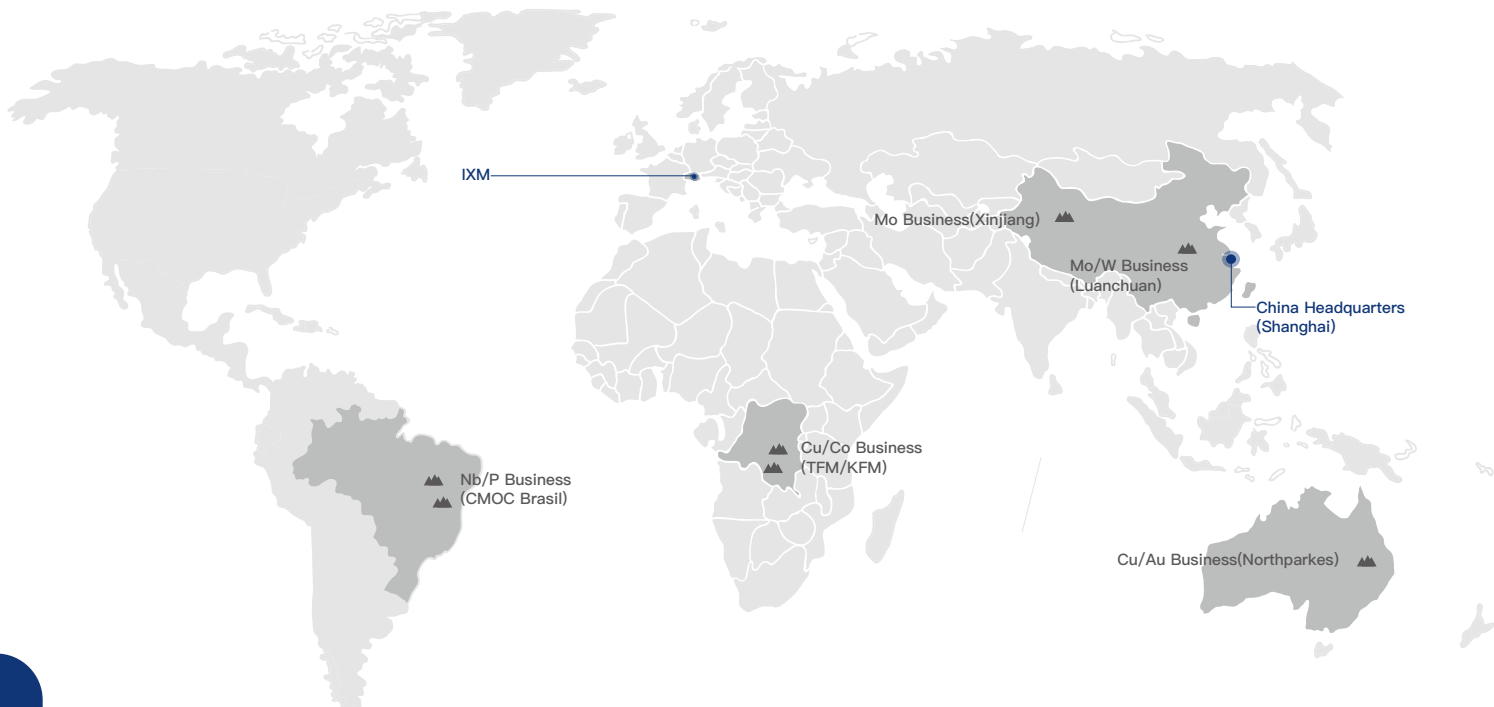 IXM
Mo Business(Xinjiang)
Mo/W Business
(Luanchuan)
China Headquarters
(Shanghai)
Cu/Co Business
(TFM/KFM)
Nb/P Business
(CMOC Brasil)
Cu/Au Business(Northparkes)